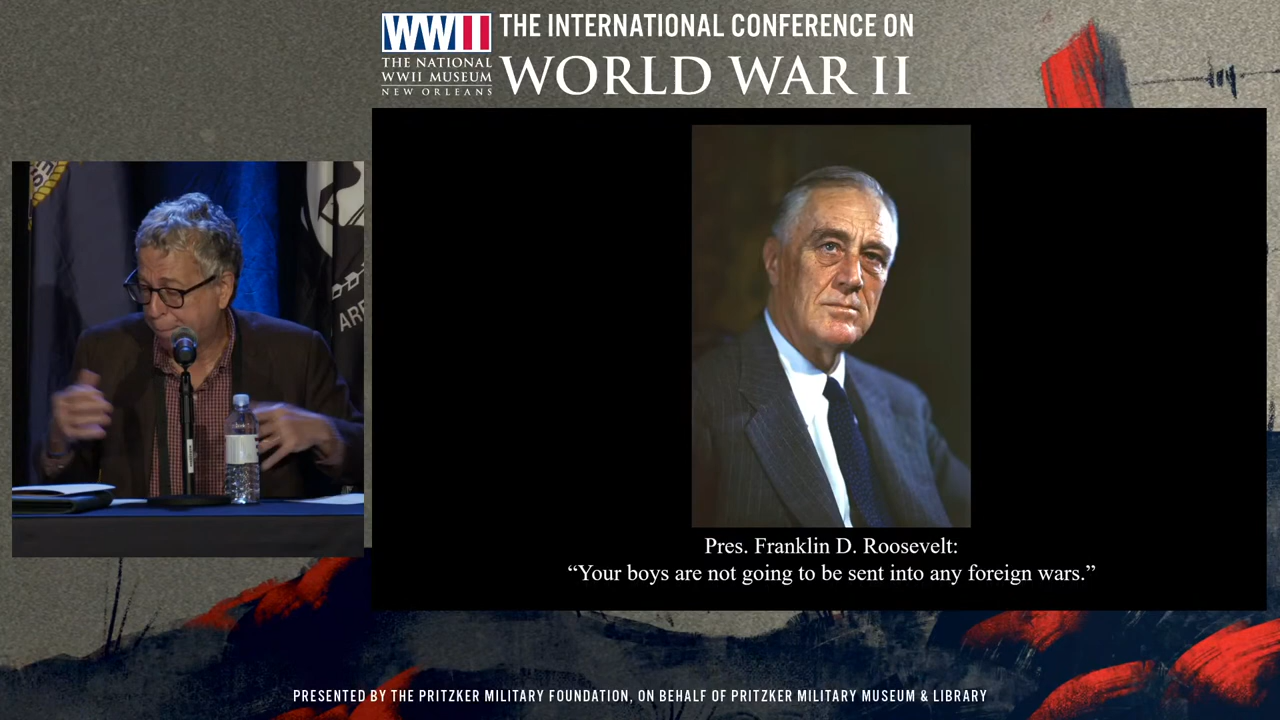 WWII
THE NATIONAL
WWII MUSEUM
NEW ORLEANS
THE INTERNATIONAL CONFERENCE ON
WORLD WAR II
Pres. Franklin D. Roosevelt:
“Your boys are not going to be sent into any foreign wars.”
PRESENTED BY THE PRITZKER MILITARY FOUNDATION, ON BEHALF OF PRITZKER MILITARY MUSEUM & LIBRARY